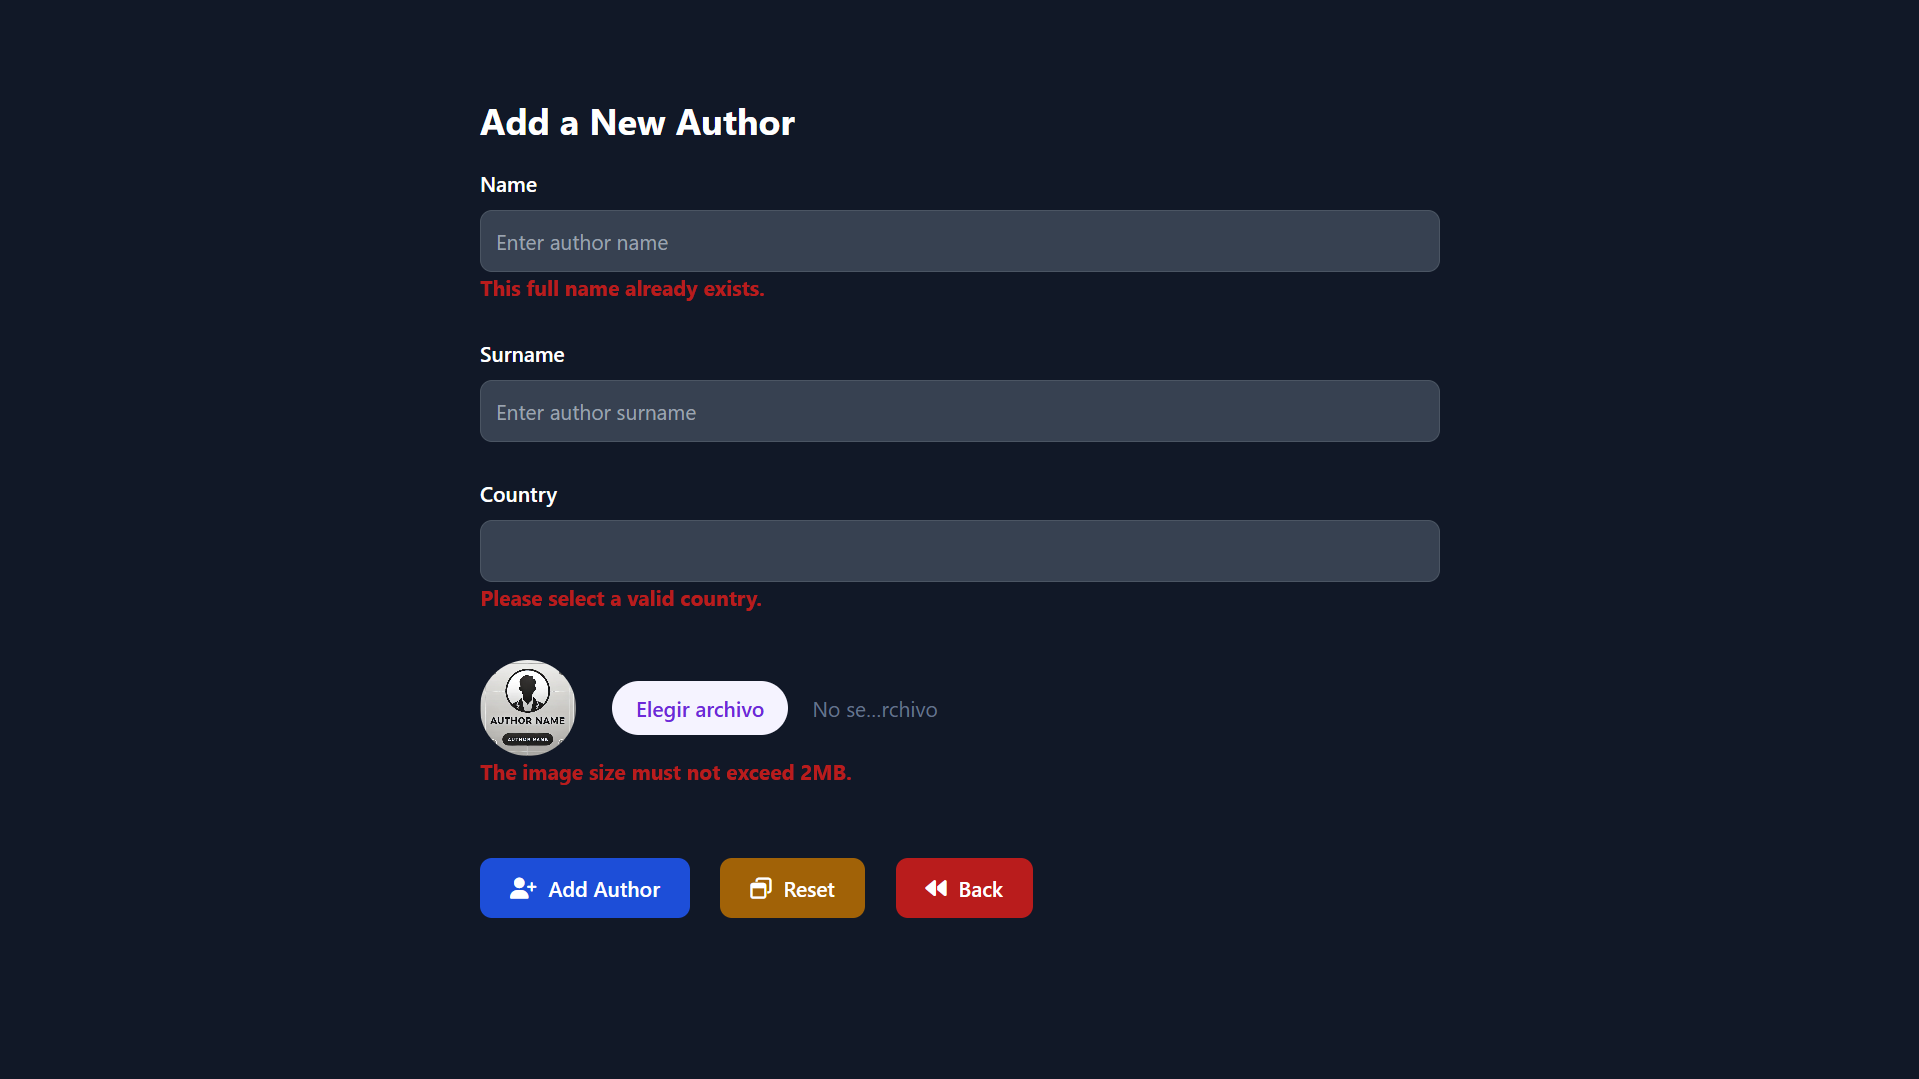 Add a New Author
Name
Enter author name
This full name already exists.
Surname
Enter author surname
Country
Please select a valid country.
AUTHOR NAME
AUTHOR NAME
Elegir archivo
No se...rchivo
The image size must not exceed 2MB.
Add Author
Reset
Back